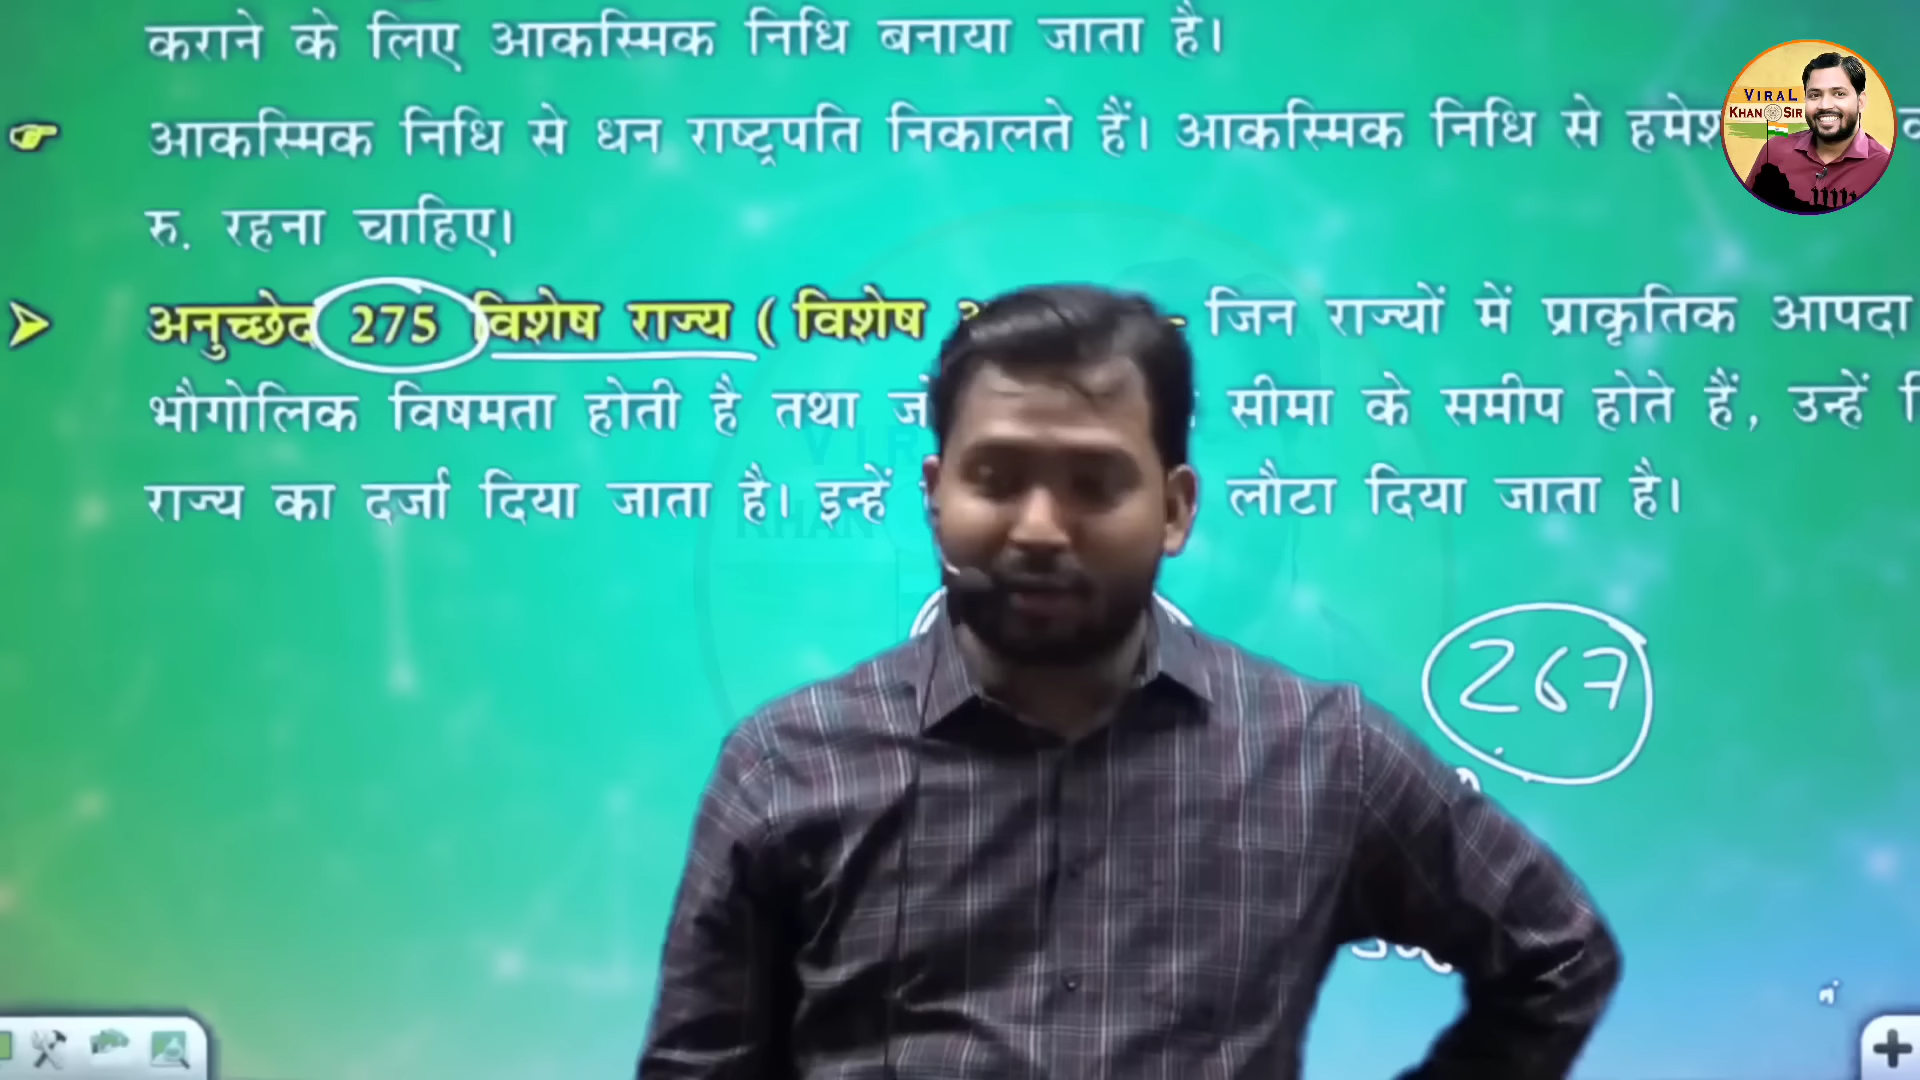 कराने के लिए आकस्मिक निधि बनाया जाता है।
आकस्मिक निधि से धन राष्ट्रपति निकालते हैं। आकस्मिक निधि से
रु. रहना चाहिए।
अनुच्छेद 275 विशेष राज्य ( विशेष - जिन राज्यों में प्राकृतिक आपदा
भौगोलिक विषमता होती है तथा सीमा के समीप होते हैं, उन्हें
राज्य का दर्जा दिया जाता है। इन्हें लौटा दिया जाता है।
267
VIRAL
KHAN SIR